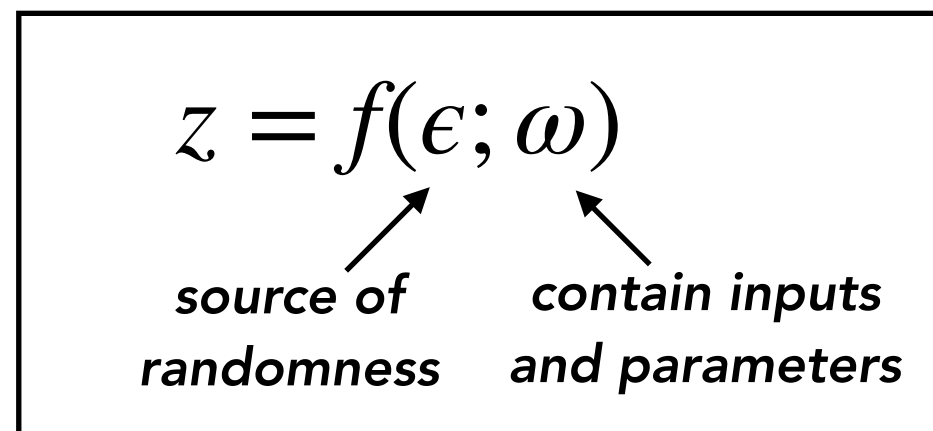 z = f(ϵ; ω)
source of contain inputs
randomness and parameters